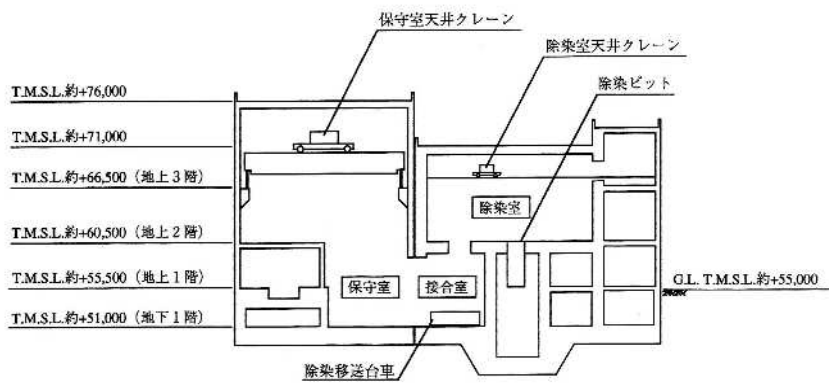 保守室天井クレーン
除染室天井クレーン
除染ピット
T.M.S.L.約+76,000
T.M.S.L.約+71,000
T.M.S.L.約+66,500（地上3階）
除染室
T.M.S.L.約+60,500（地上2階）
T.M.S.L.約+55,500（地上1階）
保守室
接合室
G.L. T.M.S.L.約+55,000
T.M.S.L.約+51,000（地下1階）
除染移送台車